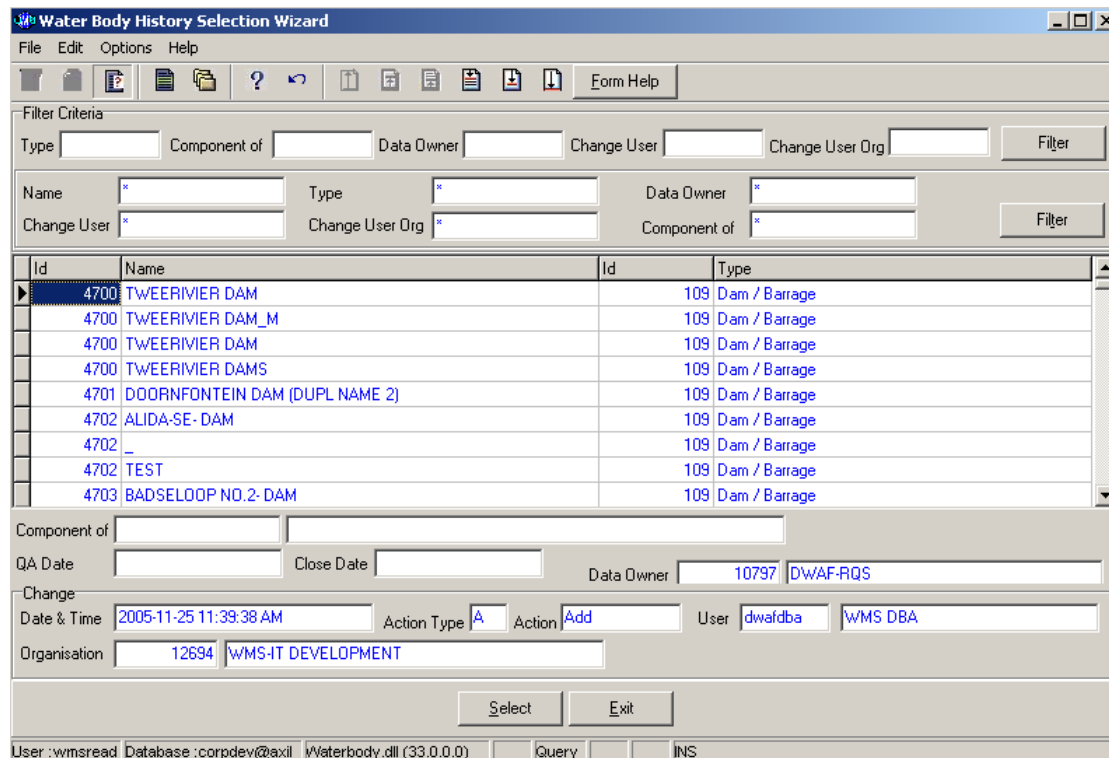 Water Body History Selection Wizard
File Edit Options Help
? Form Help
Filter Criteria
Type Component of Data Owner Change User Change User Org Filter
Name * Type * Data Owner *
Change User * Change User Org * Component of * Filter
Id Name Id Type
4700 TWEERIVIER DAM 109 Dam / Barrage
4700 TWEERIVIER DAM_M 109 Dam / Barrage
4700 TWEERIVIER DAM 109 Dam / Barrage
4700 TWEERIVIER DAMS 109 Dam / Barrage
4701 DOORNFONTEIN DAM (DUPL NAME 2) 109 Dam / Barrage
4702 ALIDA-SE- DAM 109 Dam / Barrage
4702 _ 109 Dam / Barrage
4702 TEST 109 Dam / Barrage
4703 BADSELOOP NO.2- DAM 109 Dam / Barrage
Component of
QA Date Close Date Data Owner 10797 DWAF-RQS
Change
Date & Time 2005-11-25 11:39:38 AM Action Type A Action Add User dwafdba WMS DBA
Organisation 12694 WMS-IT DEVELOPMENT
Select Exit
User :wmsread Database :corpdev@axil Waterbody.dll (33.0.0.0) Query INS